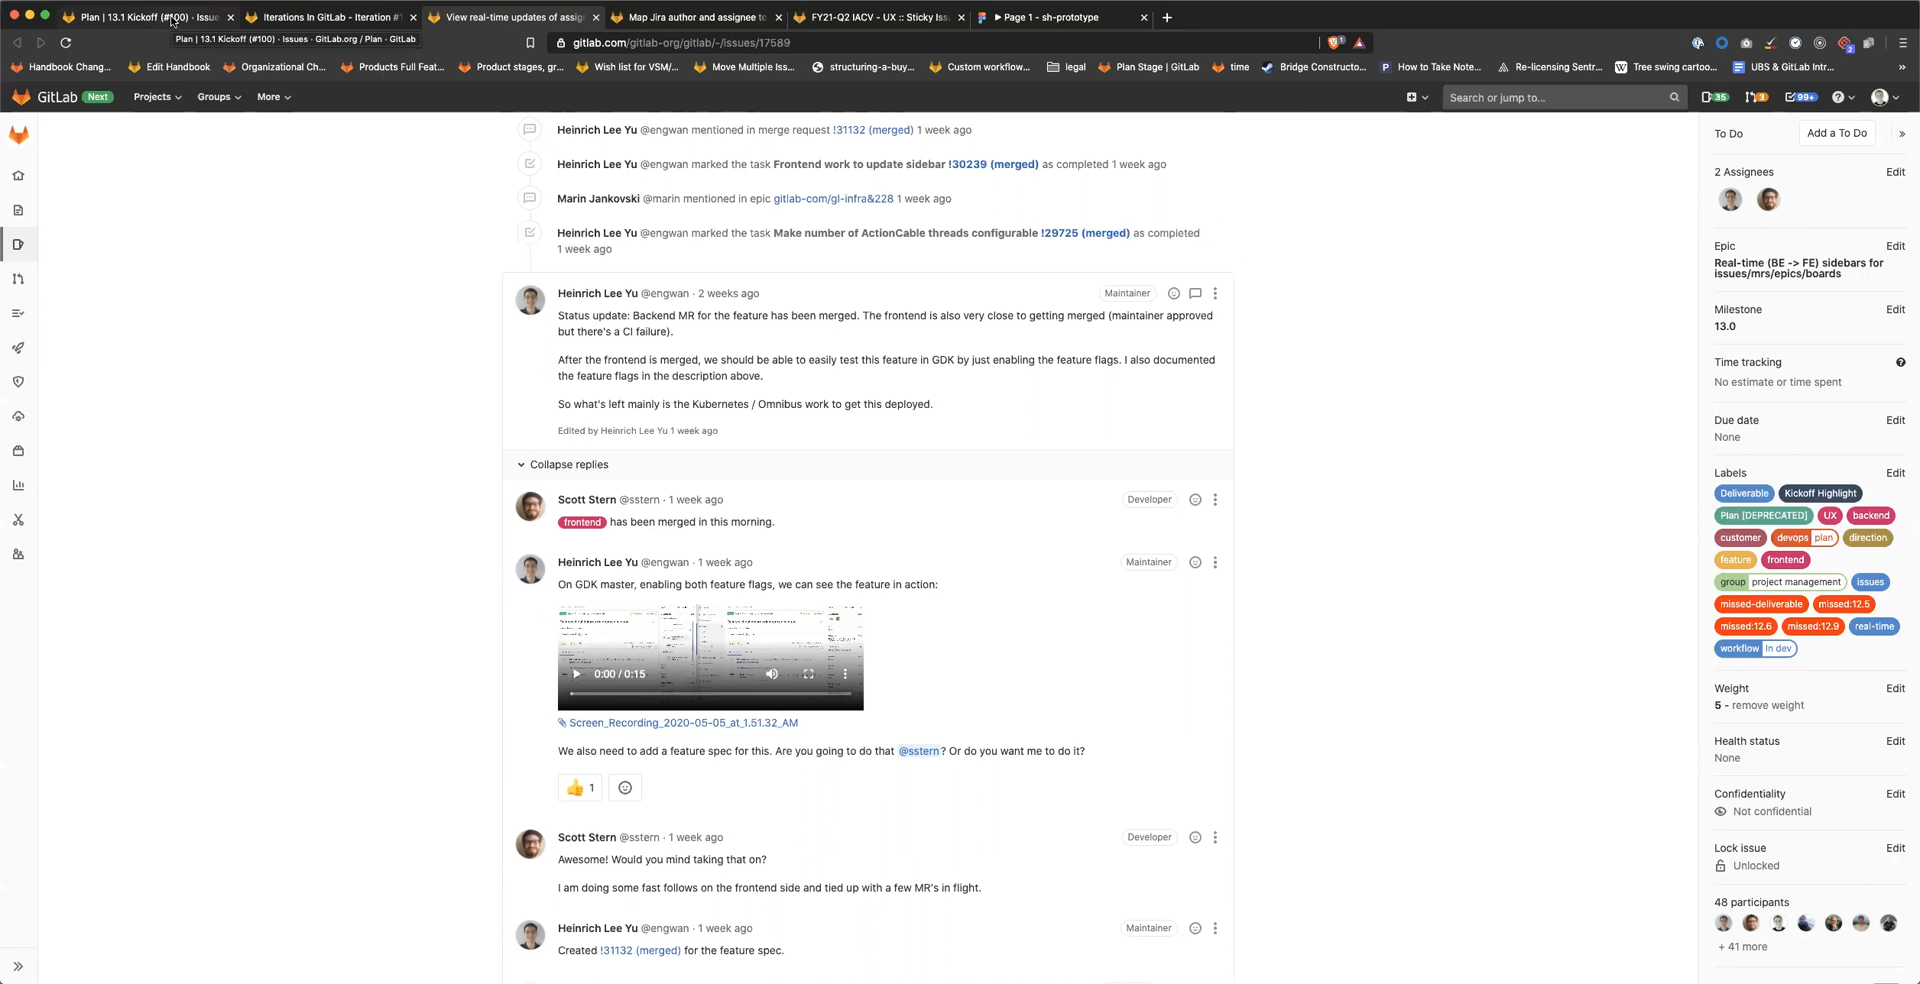 Plan | 13.1 Kickoff (#100) · Issue
Iterations In GitLab - Iteration #1
View real-time updates of assig
Map Jira author and assignee to
FY21-Q2 IACV - UX :: Sticky Iss
Page 1 - sh-prototype
Plan | 13.1 Kickoff (#100) · Issues · GitLab.org / Plan · GitLab
gitlab.com/gitlab-org/gitlab/-/issues/17589
Handbook Chang...
Edit Handbook
Organizational Ch...
Products Full Feat...
Product stages, gr...
Wish list for VSM/...
Move Multiple Iss...
structuring-a-buy...
Custom workflow...
legal
Plan Stage | GitLab
time
Bridge Constructo...
How to Take Note...
Re-licensing Sentr...
Tree swing cartoo...
UBS & GitLab Intr...
GitLab Next Projects Groups More
Search or jump to...
35 3 99+
Heinrich Lee Yu @engwan mentioned in merge request !31132 (merged) 1 week ago
Heinrich Lee Yu @engwan marked the task Frontend work to update sidebar !30239 (merged) as completed 1 week ago
Marin Jankovski @marin mentioned in epic gitlab-com/gl-infra&228 1 week ago
Heinrich Lee Yu @engwan marked the task Make number of ActionCable threads configurable !29725 (merged) as completed
1 week ago
Heinrich Lee Yu @engwan · 2 weeks ago Maintainer
Status update: Backend MR for the feature has been merged. The frontend is also very close to getting merged (maintainer approved
but there's a CI failure).
After the frontend is merged, we should be able to easily test this feature in GDK by just enabling the feature flags. I also documented
the feature flags in the description above.
So what's left mainly is the Kubernetes / Omnibus work to get this deployed.
Edited by Heinrich Lee Yu 1 week ago
Collapse replies
Scott Stern @sstern · 1 week ago Developer
frontend has been merged in this morning.
Heinrich Lee Yu @engwan · 1 week ago Maintainer
On GDK master, enabling both feature flags, we can see the feature in action:
0:00 / 0:15
Screen_Recording_2020-05-05_at_1.51.32_AM
We also need to add a feature spec for this. Are you going to do that @sstern? Or do you want me to do it?
1
Scott Stern @sstern · 1 week ago Developer
Awesome! Would you mind taking that on?
I am doing some fast follows on the frontend side and tied up with a few MR's in flight.
Heinrich Lee Yu @engwan · 1 week ago Maintainer
Created !31132 (merged) for the feature spec.
To Do Add a To Do
2 Assignees Edit
Epic Edit
Real-time (BE -> FE) sidebars for
issues/mrs/epics/boards
Milestone Edit
13.0
Time tracking
No estimate or time spent
Due date Edit
None
Labels Edit
Deliverable Kickoff Highlight
Plan [DEPRECATED] UX backend
customer devops plan direction
feature frontend
group project management issues
missed-deliverable missed:12.5
missed:12.6 missed:12.9 real-time
workflow In dev
Weight Edit
5 - remove weight
Health status Edit
None
Confidentiality Edit
Not confidential
Lock issue Edit
Unlocked
48 participants
+ 41 more